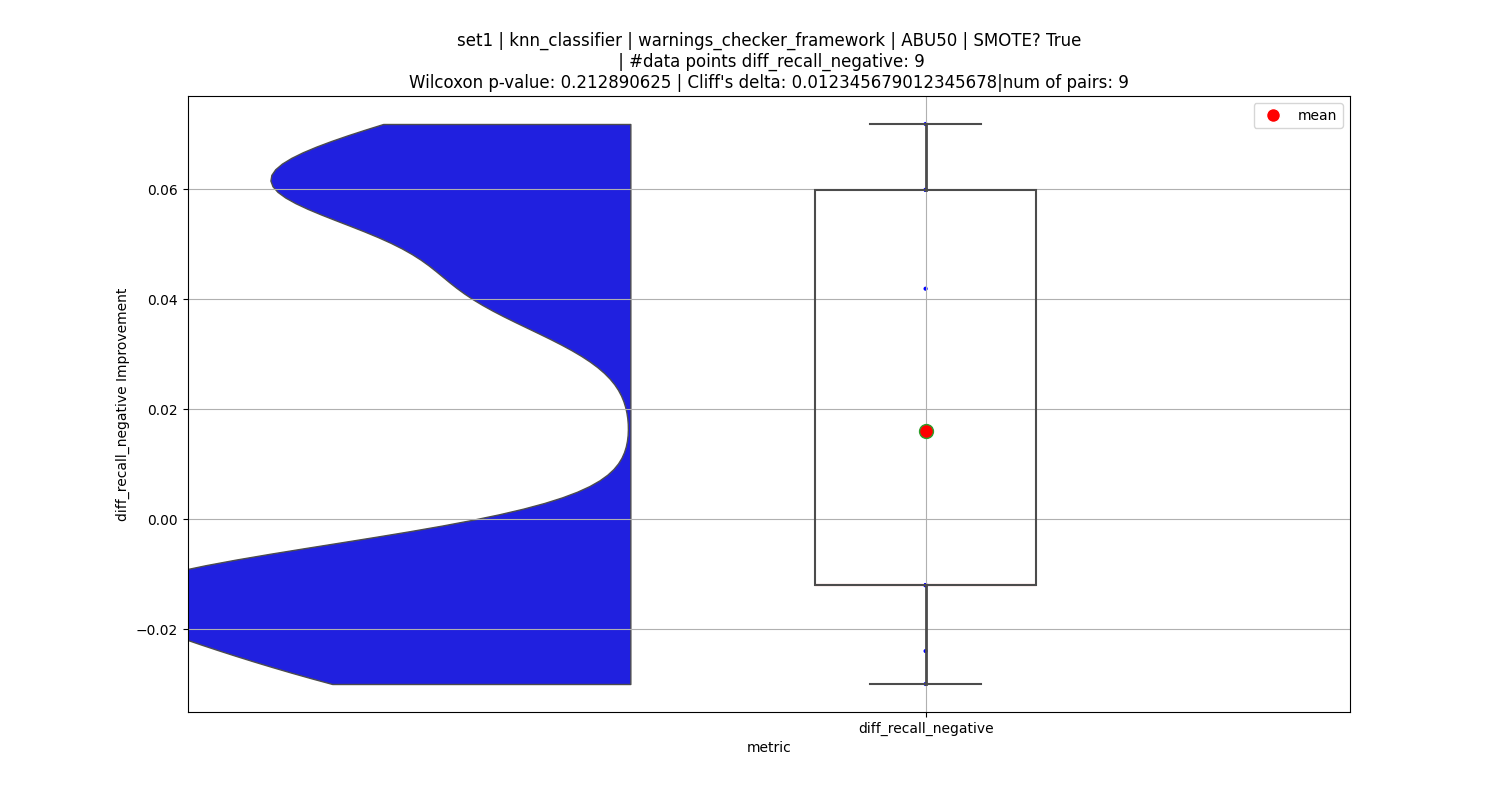 set1 | knn_classifier | warnings_checker_framework | ABU50 | SMOTE? True
| #data points diff_recall_negative: 9
Wilcoxon p-value: 0.212890625 | Cliff's delta: 0.012345679012345678|num of pairs: 9
mean
0.06
0.04
0.02
0.00
−0.02
diff_recall_negative Improvement
diff_recall_negative
metric